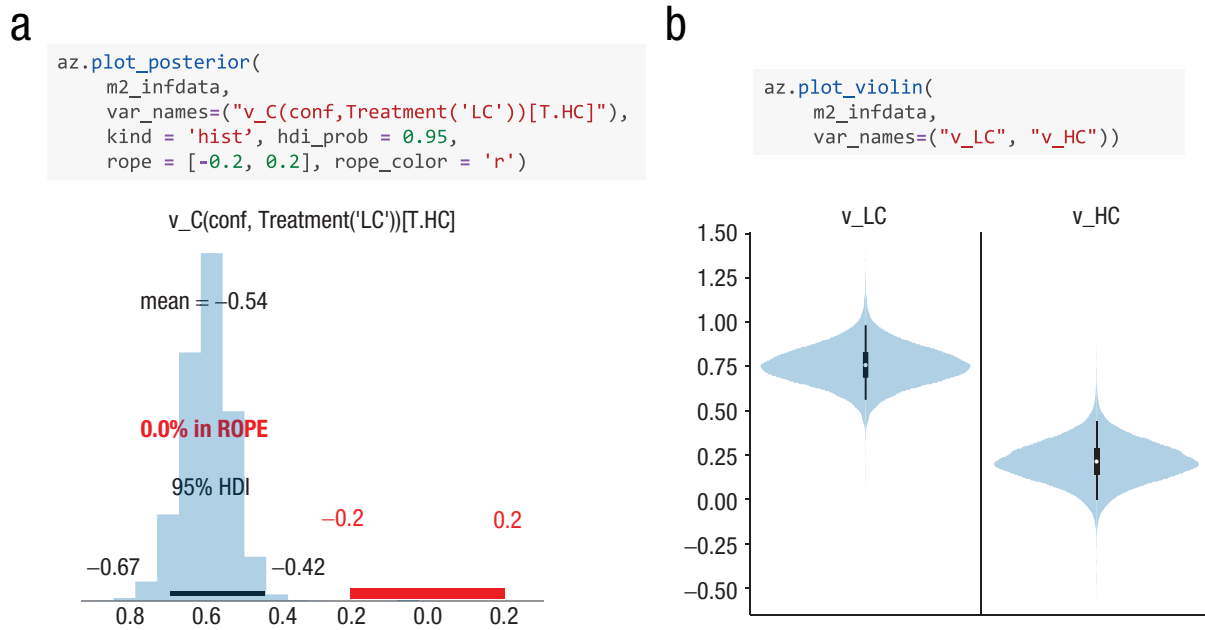 a
az.plot_posterior(
m2_infdata,
var_names=("v_C(conf,Treatment('LC'))[T.HC]"),
kind = 'hist’, hdi_prob = 0.95,
rope = [-0.2, 0.2], rope_color = 'r')
v_C(conf, Treatment('LC'))[T.HC]
mean = −0.54
0.0% in ROPE
95% HDI
−0.2 0.2
−0.67 −0.42
0.8 0.6 0.4 0.2 0.0 0.2
b
az.plot_violin(
m2_infdata,
var_names=("v_LC", "v_HC"))
v_LC v_HC
1.50
1.25
1.00
0.75
0.50
0.25
0.00
−0.25
−0.50